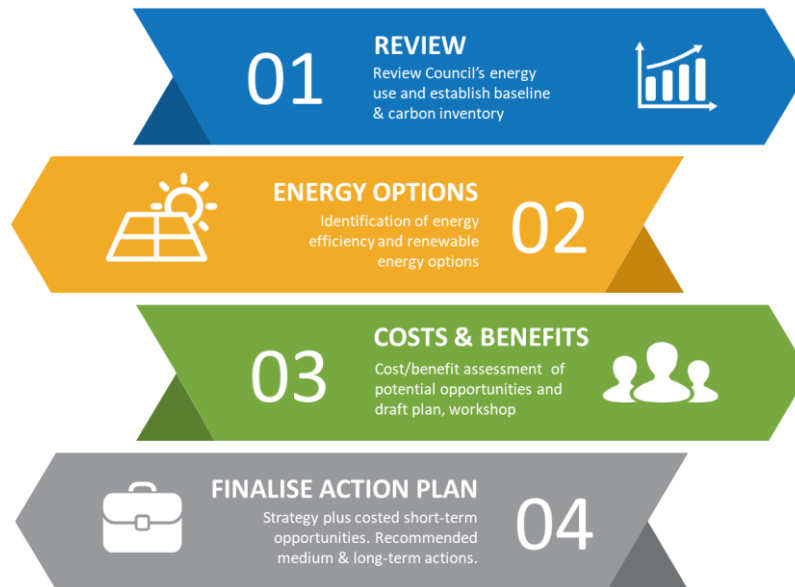 01
REVIEW
Review Council's energy
use and establish baseline
& carbon inventory
ENERGY OPTIONS
Identification of energy
efficiency and renewable
energy options
02
03
COSTS & BENEFITS
Cost/benefit assessment of
potential opportunities and
draft plan, workshop
FINALISE ACTION PLAN
Strategy plus costed short-term
opportunities. Recommended
medium & long-term actions.
04